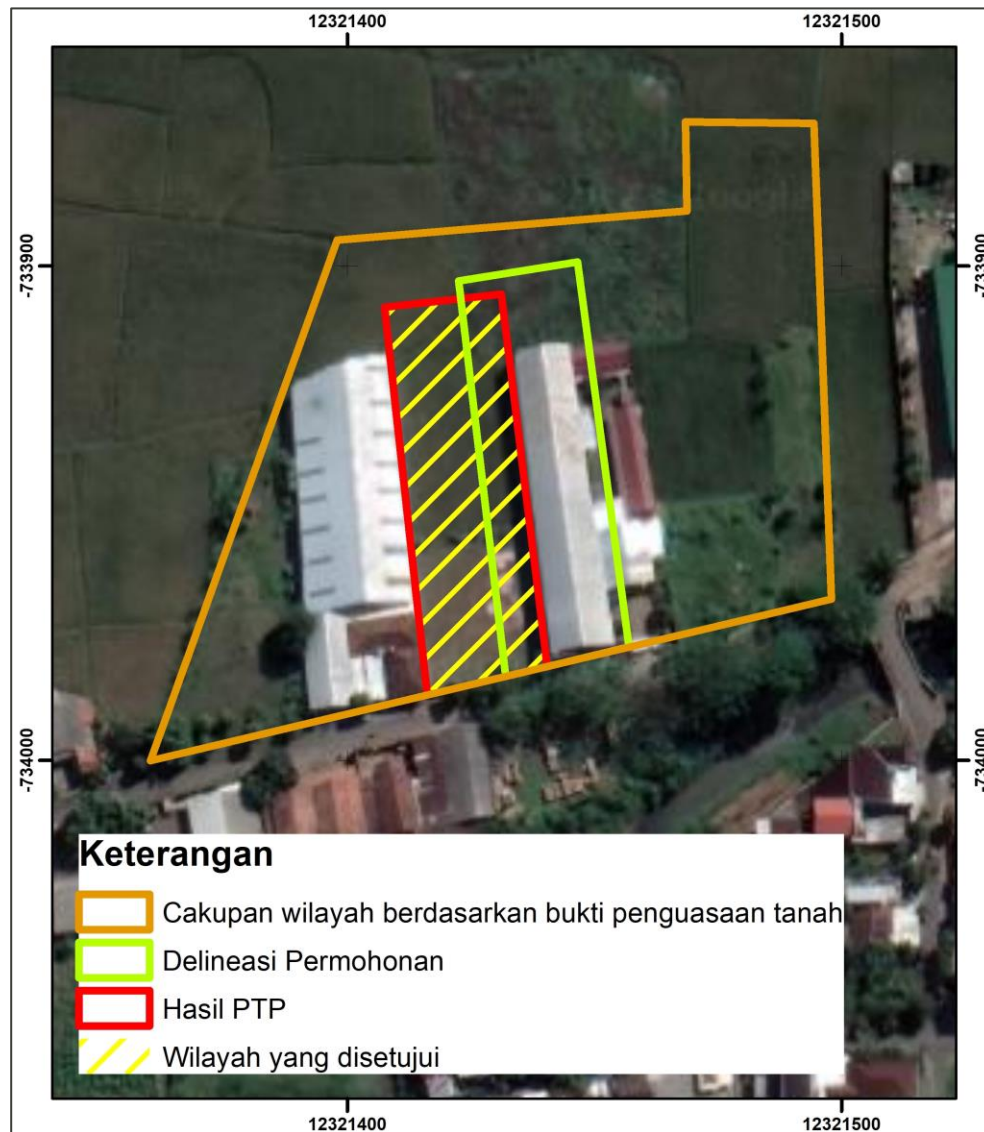 12321400
12321500
-733900
-733900
-734000
-734000
Keterangan
Cakupan wilayah berdasarkan bukti penguasaan tanah
Delineasi Permohonan
Hasil PTP
Wilayah yang disetujui
12321400
12321500